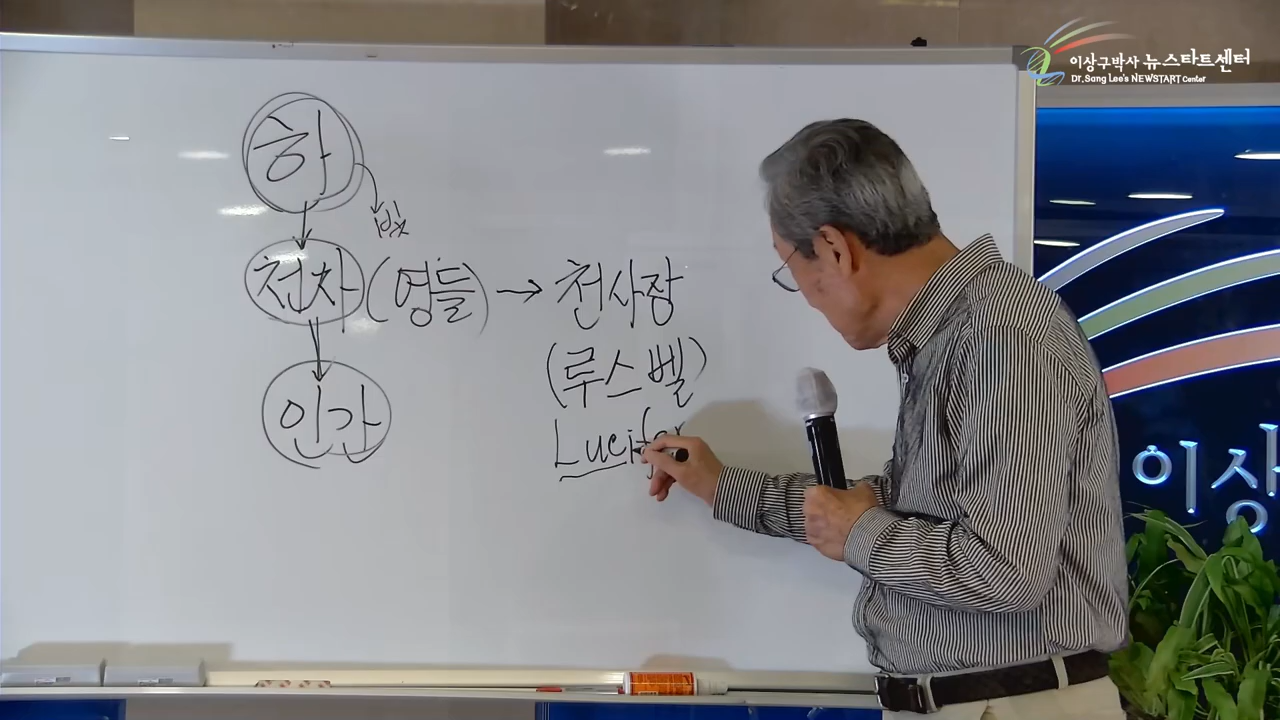 이상구박사 뉴스타트센터
Dr. Sang Lee's NEWSTART Center
하
빛
천사(영들) → 천사장
(루스벨)
인간
Lucifer
이상